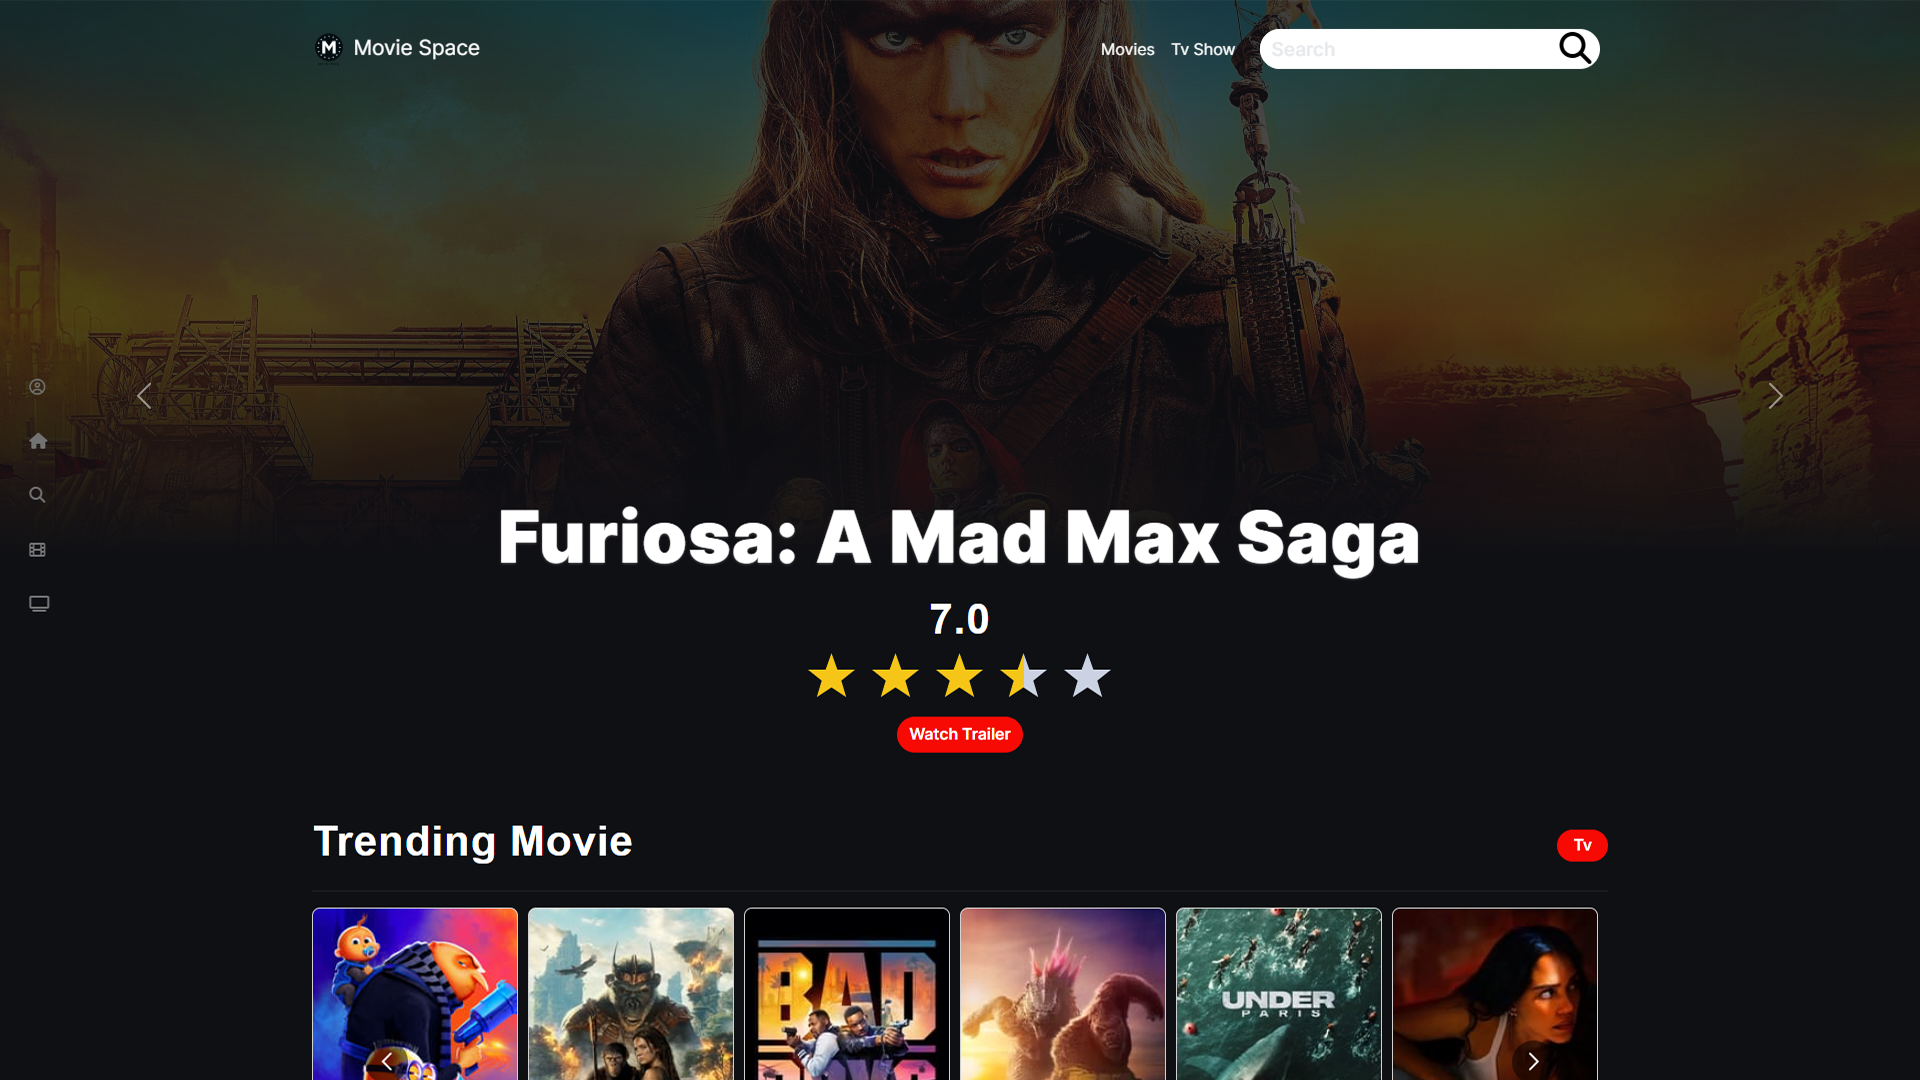 M Movie Space
Movies Tv Show Search
Furiosa: A Mad Max Saga
7.0
Watch Trailer
Trending Movie
Tv
BAD
UNDER
PARIS